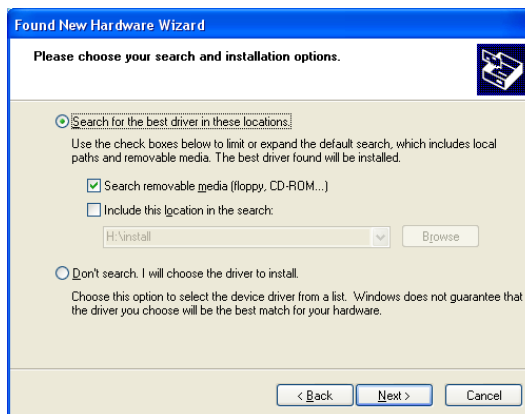 Found New Hardware Wizard
Please choose your search and installation options.
Search for the best driver in these locations.
Use the check boxes below to limit or expand the default search, which includes local
paths and removable media. The best driver found will be installed.
Search removable media (floppy, CD-ROM...)
Include this location in the search:
H:\install
Browse
Don't search. I will choose the driver to install.
Choose this option to select the device driver from a list. Windows does not guarantee that
the driver you choose will be the best match for your hardware.
< Back Next > Cancel